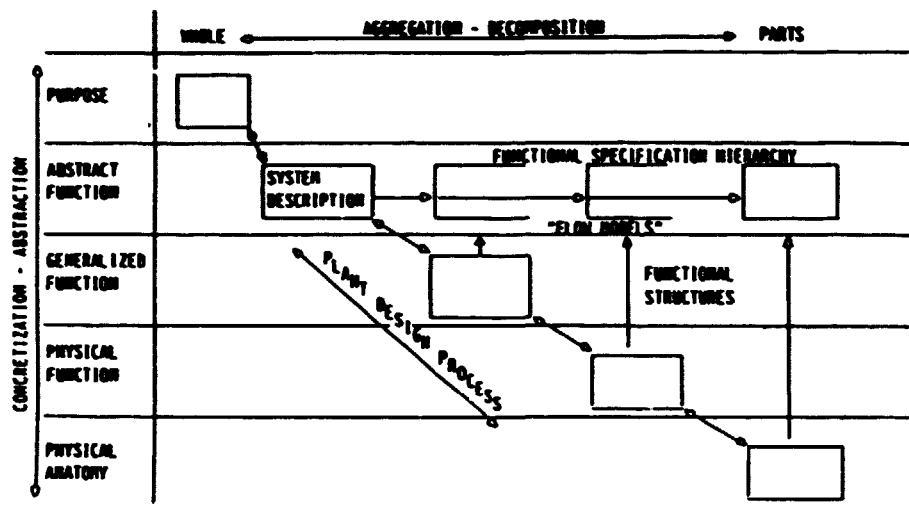 WHOLE
AGGREGATION - DECOMPOSITION
PARTS
CONCRETIZATION - ABSTRACTION
PURPOSE
ABSTRACT
FUNCTION
FUNCTIONAL SPECIFICATION HIERARCHY
SYSTEM
DESCRIPTION
"FLOW MODELS"
GENERALIZED
FUNCTION
FUNCTIONAL
STRUCTURES
PLANT DESIGN PROCESS
PHYSICAL
FUNCTION
PHYSICAL
ANATOMY